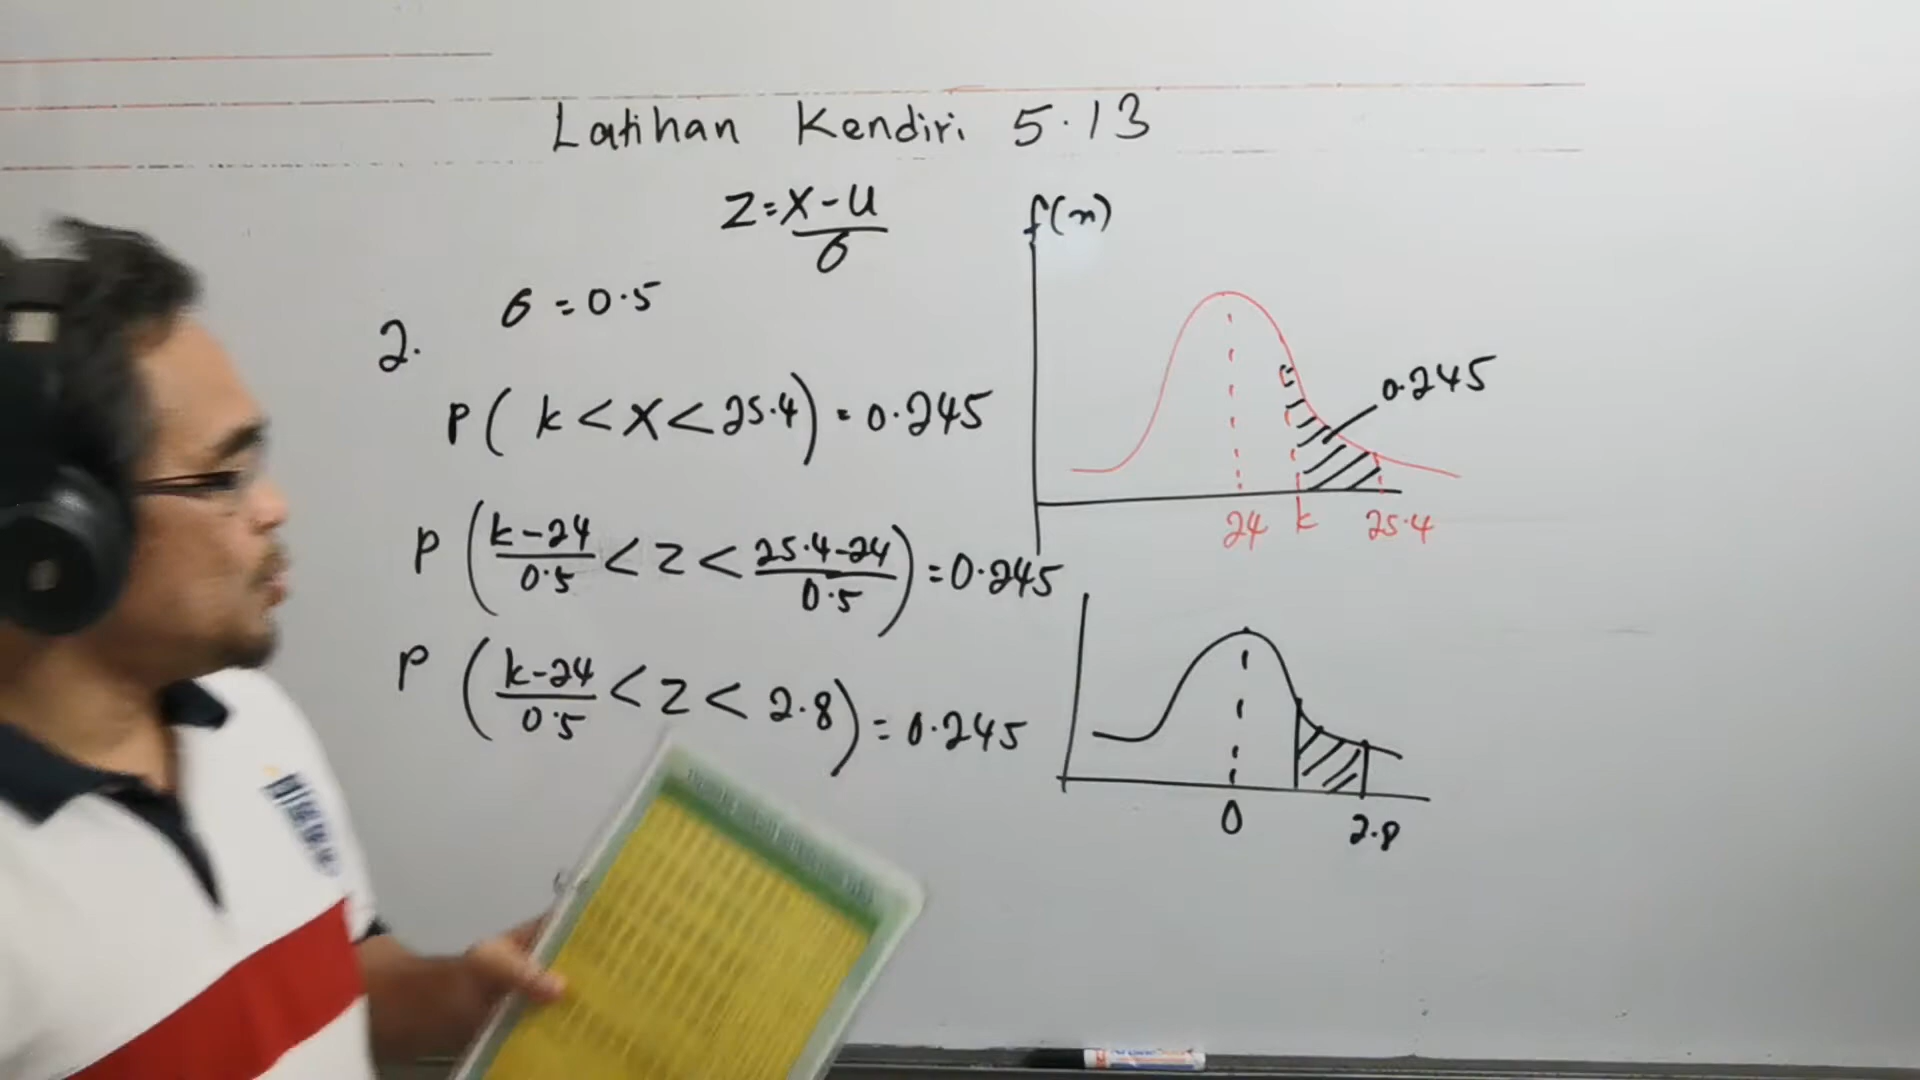 Latihan Kendiri 5.13
z = x - u / σ
2.
σ = 0.5
P ( k < X < 25.4 ) = 0.245
P ( k-24 / 0.5 < z < 25.4-24 / 0.5 ) = 0.245
P ( k-24 / 0.5 < z < 2.8 ) = 0.245
f(x)
0.245
24 k 25.4
0 2.8